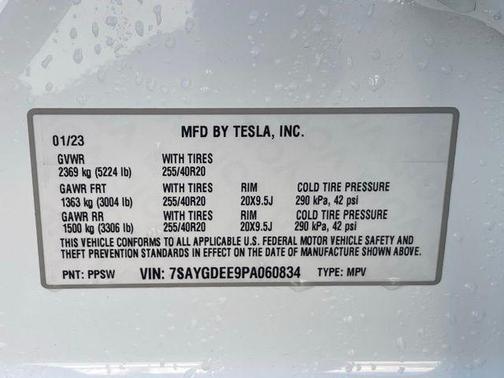 01/23 MFD BY TESLA, INC.
GVWR WITH TIRES
2369 kg (5224 lb) 255/40R20
GAWR FRT WITH TIRES RIM COLD TIRE PRESSURE
1363 kg (3004 lb) 255/40R20 20X9.5J 290 kPa, 42 psi
GAWR RR WITH TIRES RIM COLD TIRE PRESSURE
1500 kg (3306 lb) 255/40R20 20X9.5J 290 kPa, 42 psi
THIS VEHICLE CONFORMS TO ALL APPLICABLE U.S. FEDERAL MOTOR VEHICLE SAFETY AND
THEFT PREVENTION STANDARDS IN EFFECT ON THE DATE OF MANUFACTURE SHOWN ABOVE.
PNT: PPSW VIN: 7SAYGDEE9PA060834 TYPE: MPV